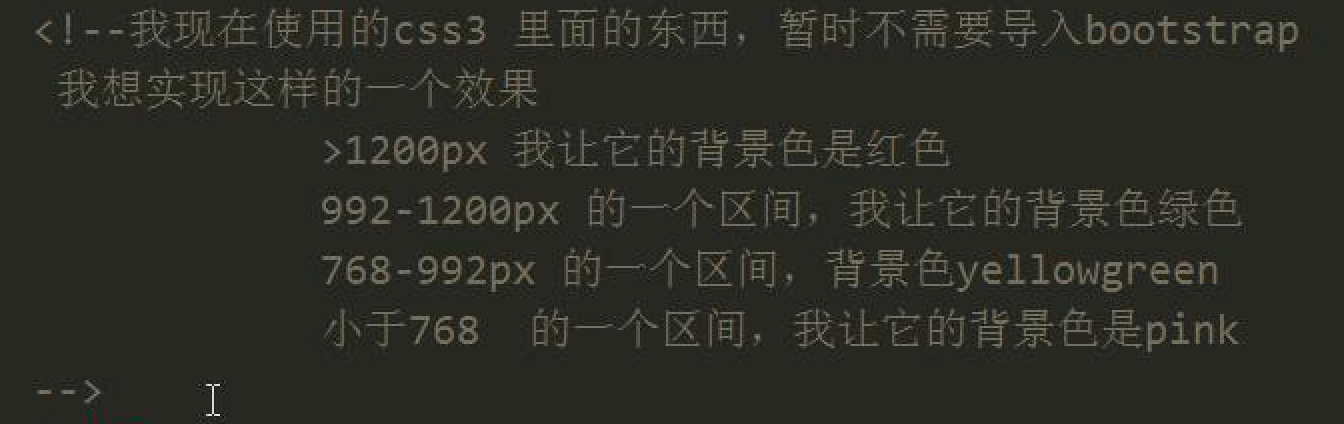 <!--我现在使用的css3 里面的东西，暂时不需要导入bootstrap
我想实现这样的一个效果
>1200px 我让它的背景色是红色
992-1200px 的一个区间，我让它的背景色绿色
768-992px 的一个区间，背景色yellowgreen
小于768  的一个区间，我让它的背景色是pink
-->